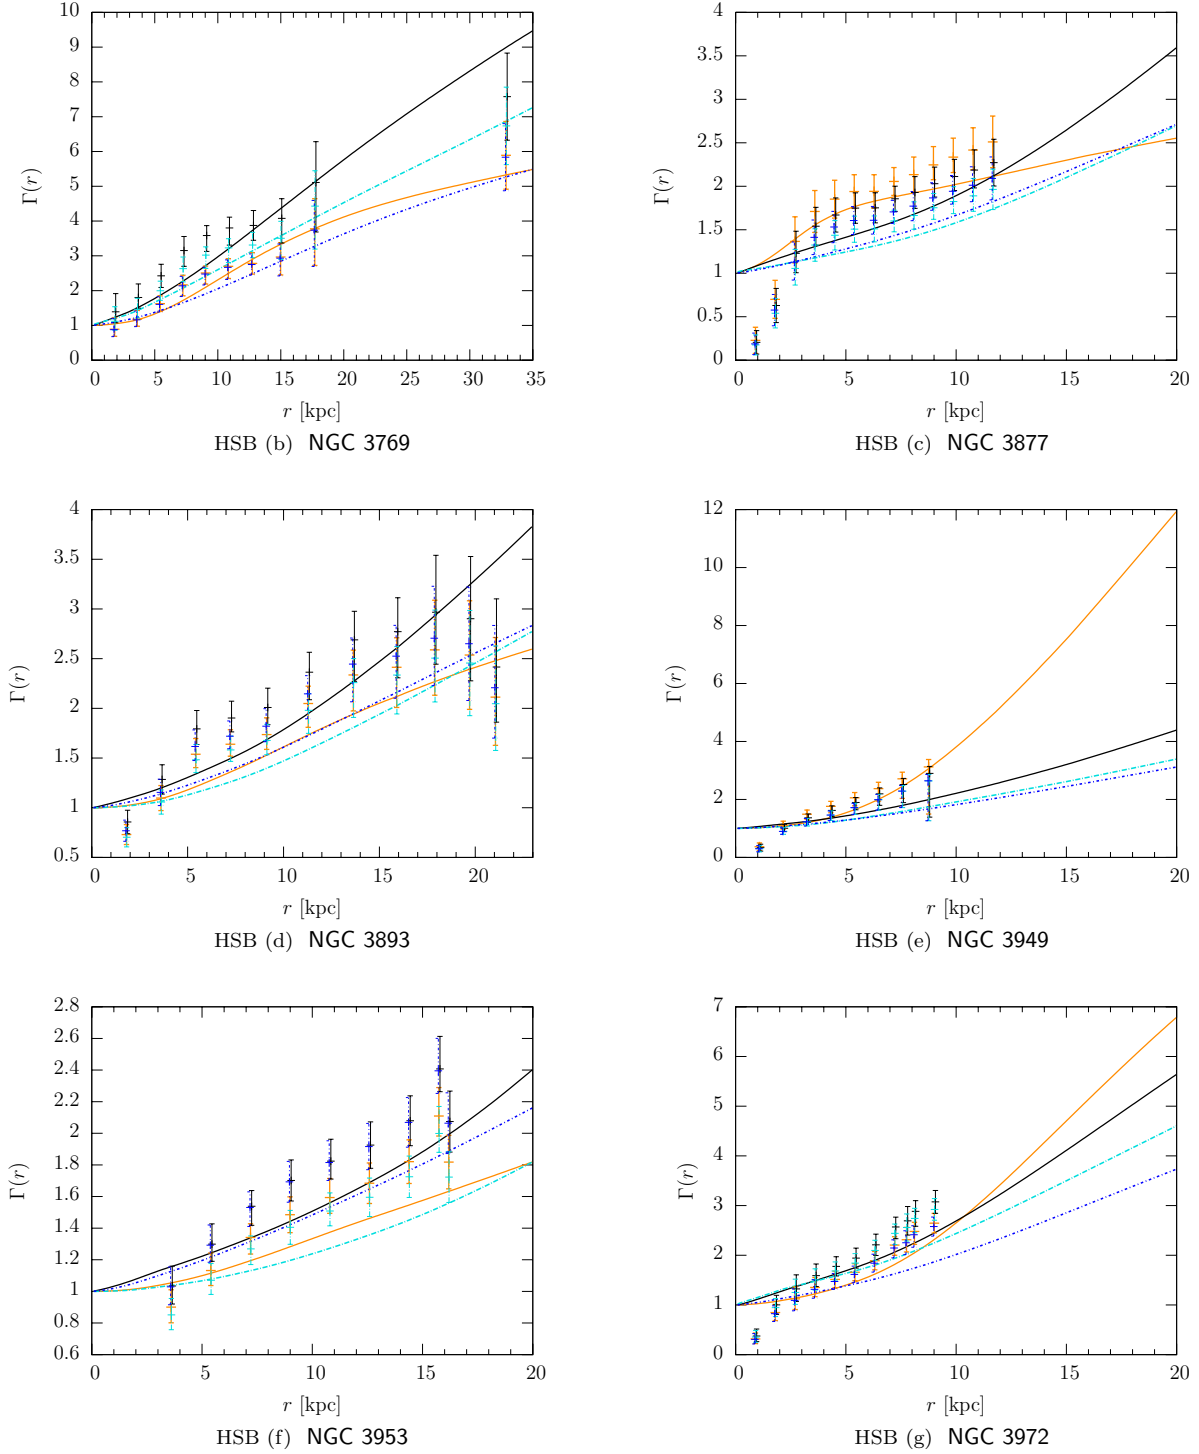 10
9
8
7
6
5
4
3
2
1
0
Γ(r)
0 5 10 15 20 25 30 35
r [kpc]
HSB (b) NGC 3769
4
3.5
3
2.5
2
1.5
1
0.5
0
Γ(r)
0 5 10 15 20
r [kpc]
HSB (c) NGC 3877
4
3.5
3
2.5
2
1.5
1
0.5
Γ(r)
0 5 10 15 20
r [kpc]
HSB (d) NGC 3893
12
10
8
6
4
2
0
Γ(r)
0 5 10 15 20
r [kpc]
HSB (e) NGC 3949
2.8
2.6
2.4
2.2
2
1.8
1.6
1.4
1.2
1
0.8
0.6
Γ(r)
0 5 10 15 20
r [kpc]
HSB (f) NGC 3953
7
6
5
4
3
2
1
0
Γ(r)
0 5 10 15 20
r [kpc]
HSB (g) NGC 3972